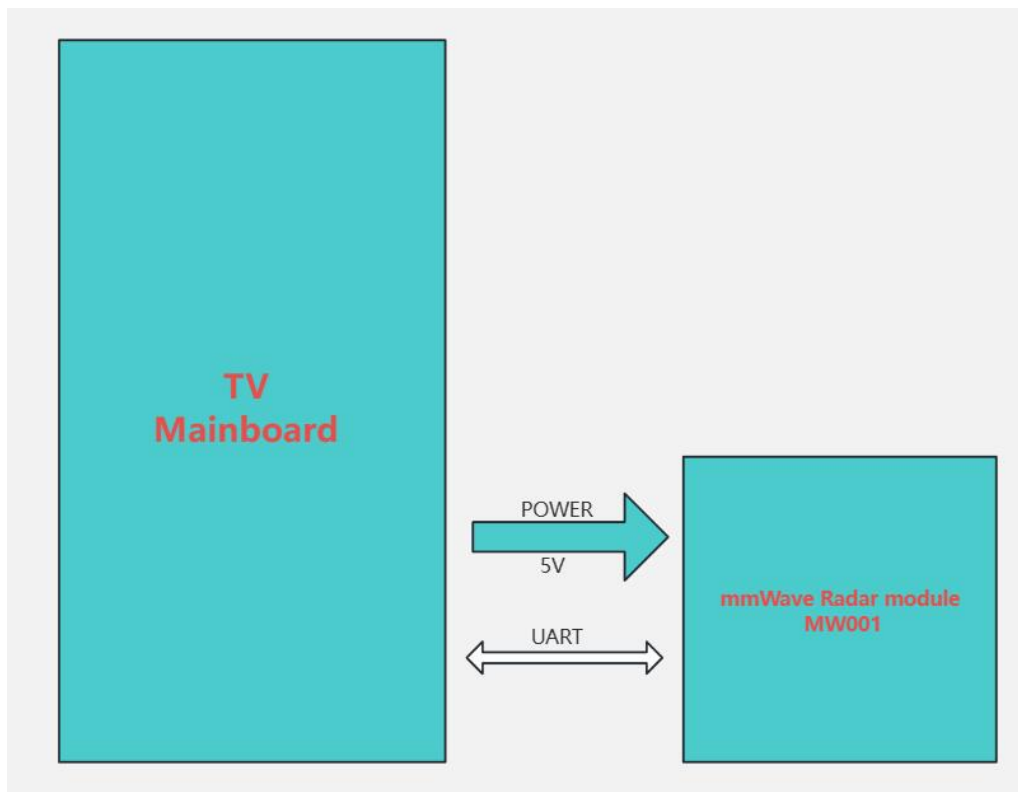 TV
Mainboard
POWER
5V
UART
mmWave Radar module
MW001